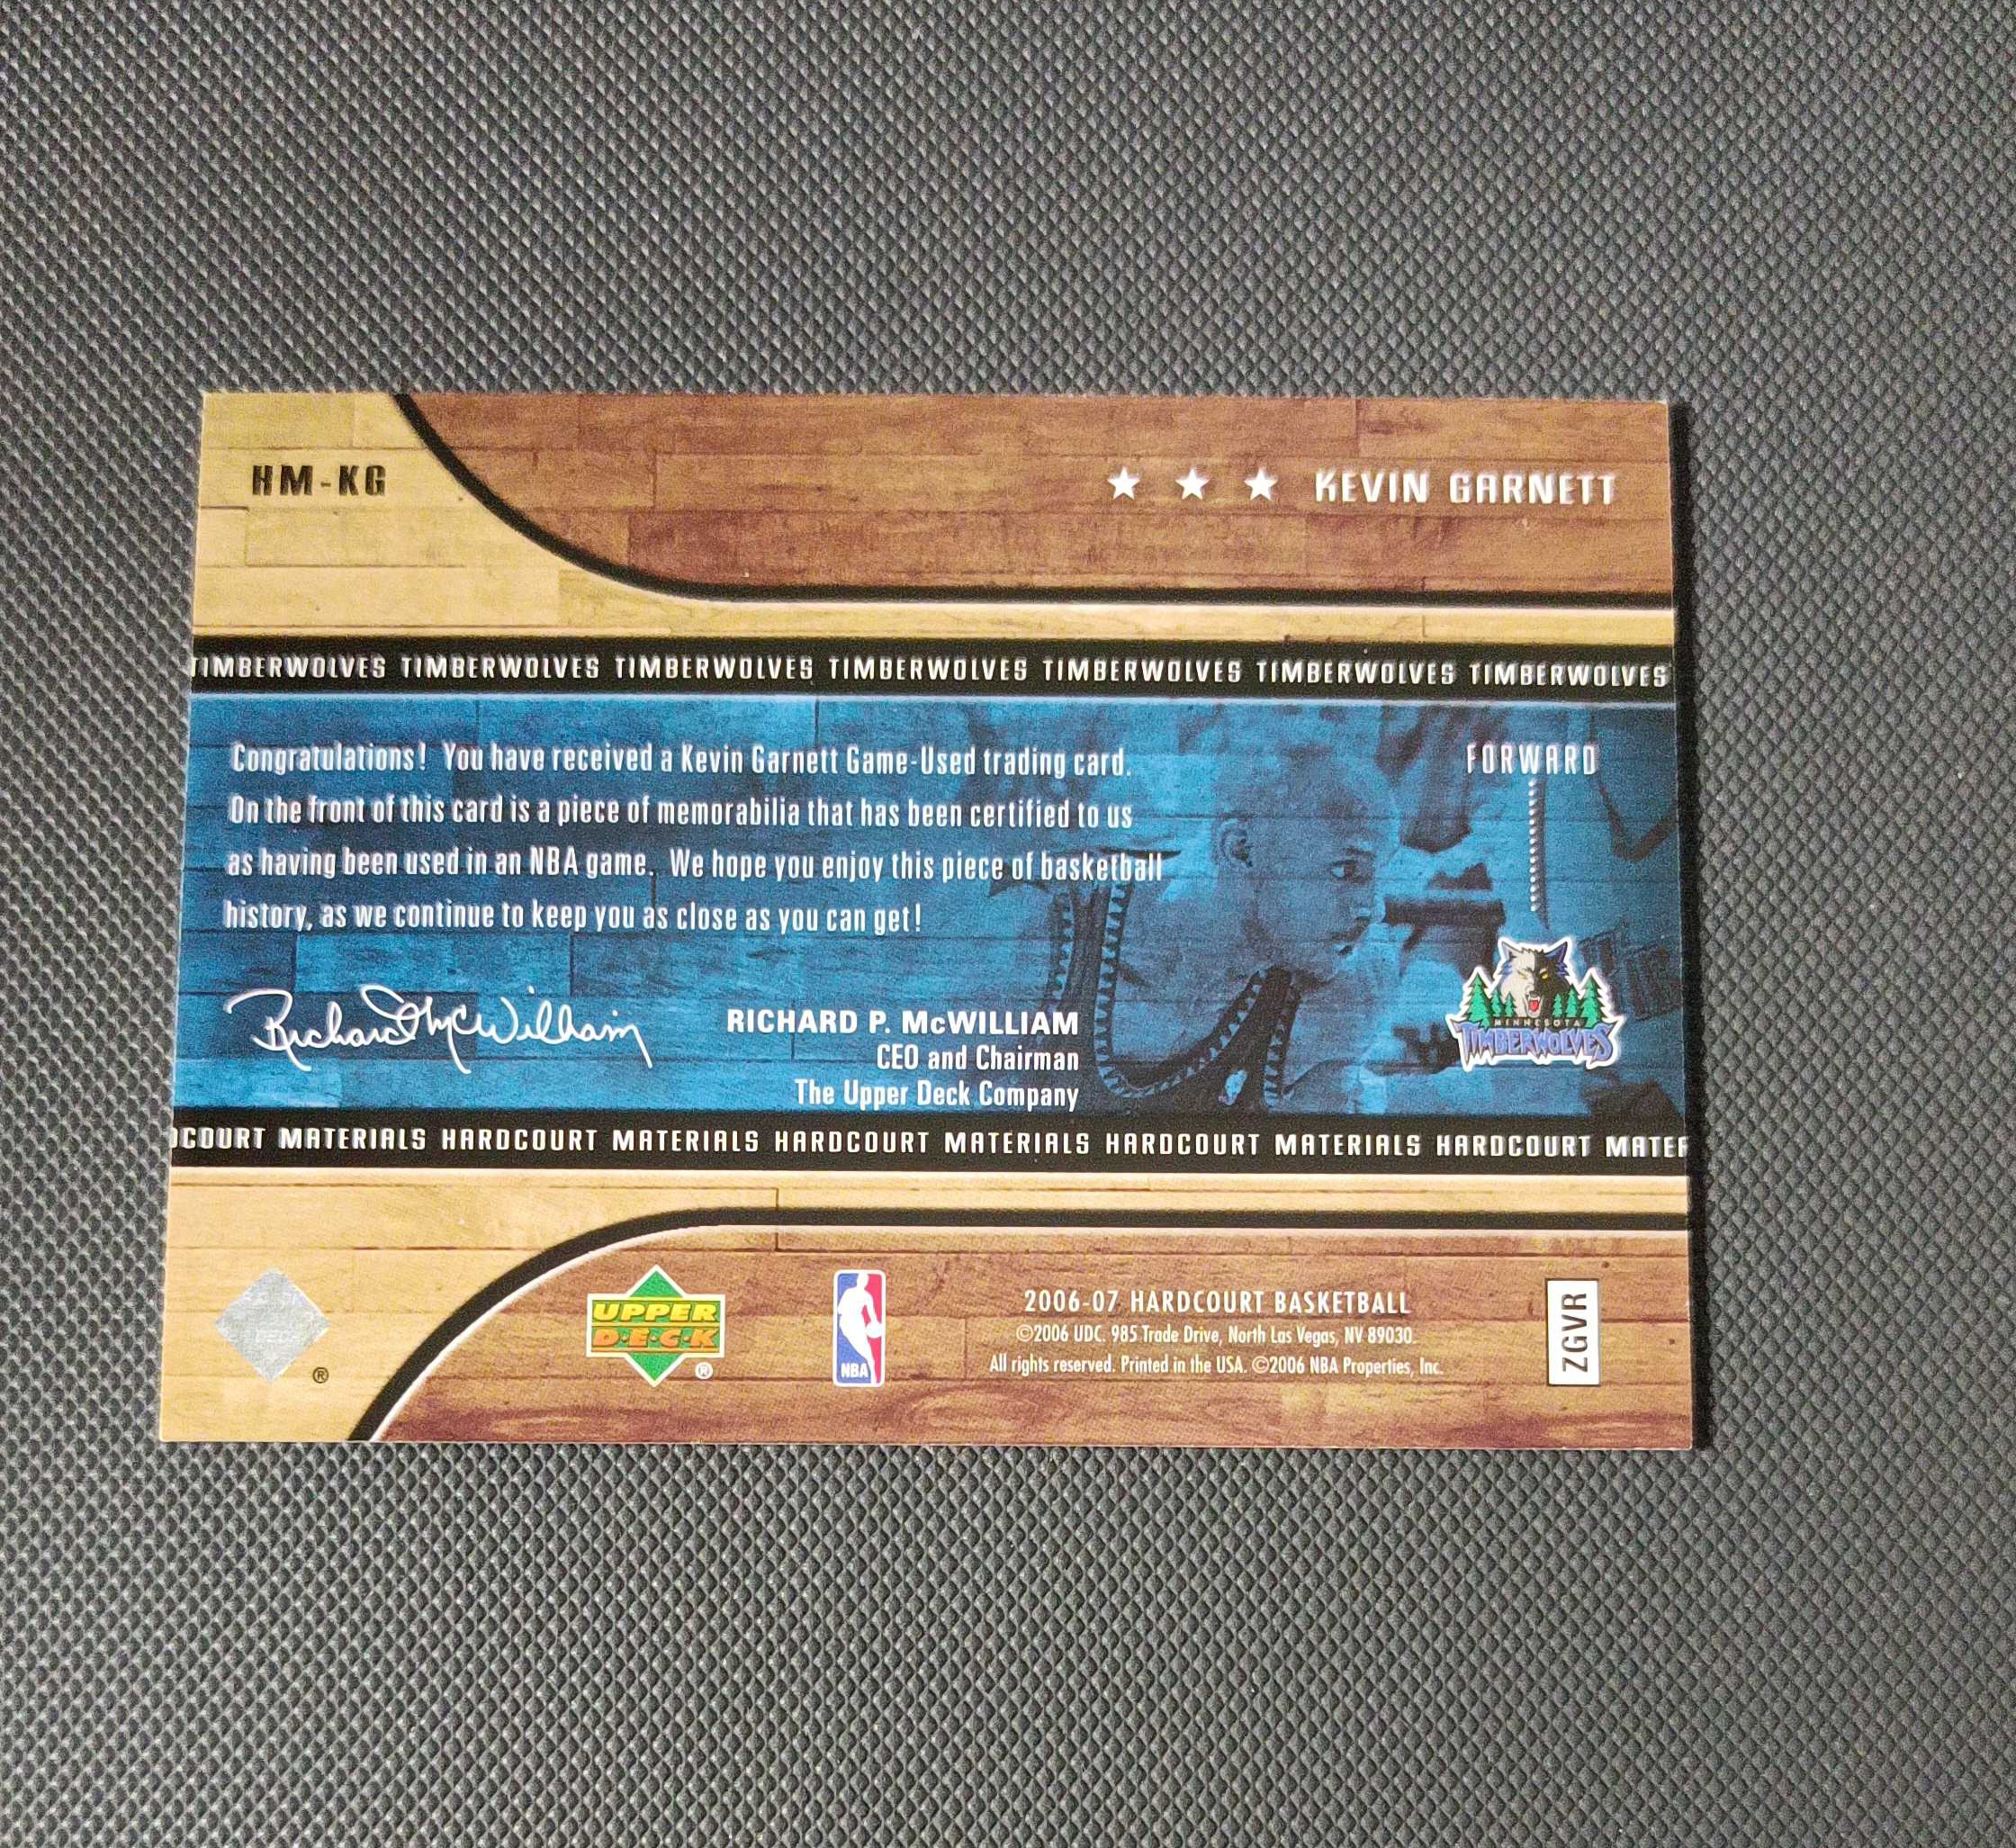 HM-KG
★ ★ ★ KEVIN GARNETT
TIMBERWOLVES TIMBERWOLVES TIMBERWOLVES TIMBERWOLVES TIMBERWOLVES TIMBERWOLVES TIMBERWOLVES
Congratulations! You have received a Kevin Garnett Game-Used trading card.
On the front of this card is a piece of memorabilia that has been certified to us
as having been used in an NBA game. We hope you enjoy this piece of basketball
history, as we continue to keep you as close as you can get!
FORWARD
MINNESOTA
TIMBERWOLVES
Richard McWilliam
RICHARD P. McWILLIAM
CEO and Chairman
The Upper Deck Company
COURT MATERIALS HARDCOURT MATERIALS HARDCOURT MATERIALS HARDCOURT MATERIALS HARDCOURT MATER
®
UPPER
DECK
®
NBA
2006-07 HARDCOURT BASKETBALL
©2006 UDC. 985 Trade Drive, North Las Vegas, NV 89030.
All rights reserved. Printed in the USA. ©2006 NBA Properties, Inc.
ZGVR